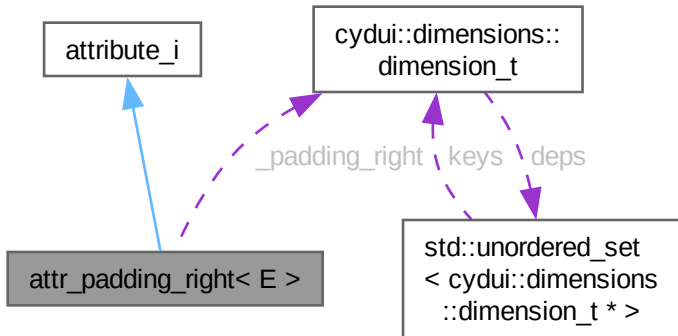 attribute_i
cydui::dimensions::
dimension_t
_padding_right
keys
deps
attr_padding_right< E >
std::unordered_set
< cydui::dimensions
::dimension_t * >